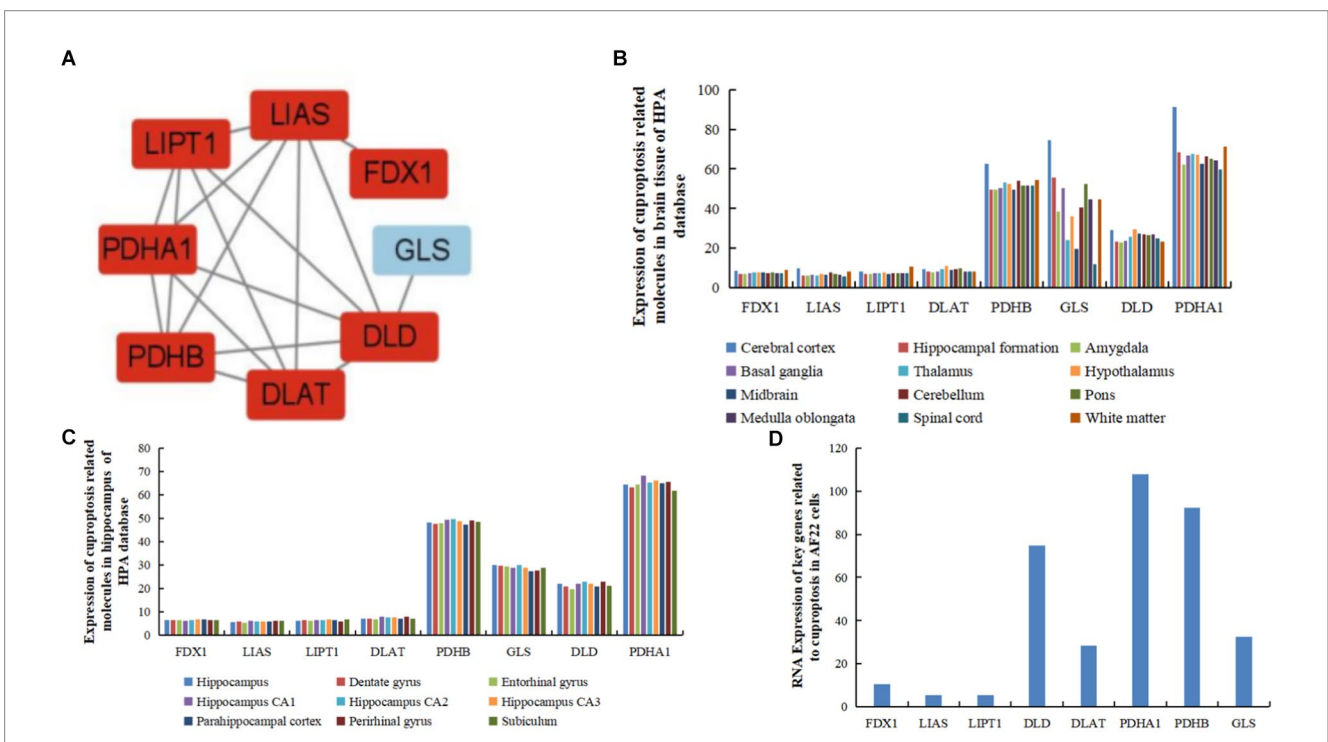 A
LIAS
LIPT1
FDX1
PDHA1
GLS
DLD
PDHB
DLAT
B
Expression of cuproptosis related
molecules in brain tissue of HPA
database
100
80
60
40
20
0
FDX1 LIAS LIPT1 DLAT PDHB GLS DLD PDHA1
Cerebral cortex Hippocampal formation Amygdala
Basal ganglia Thalamus Hypothalamus
Midbrain Cerebellum Pons
Medulla oblongata Spinal cord White matter
C
Expression of cuproptosis related
molecules in hippocampus of
HPA database
80
70
60
50
40
30
20
10
0
FDX1 LIAS LIPT1 DLAT PDHB GLS DLD PDHA1
Hippocampus Dentate gyrus Entorhinal gyrus
Hippocampus CA1 Hippocampus CA2 Hippocampus CA3
Parahippocampal cortex Perirhinal gyrus Subiculum
D
RNA Expression of key genes related
to cuproptosis in AF22 cells
120
100
80
60
40
20
0
FDX1 LIAS LIPT1 DLD DLAT PDHA1 PDHB GLS